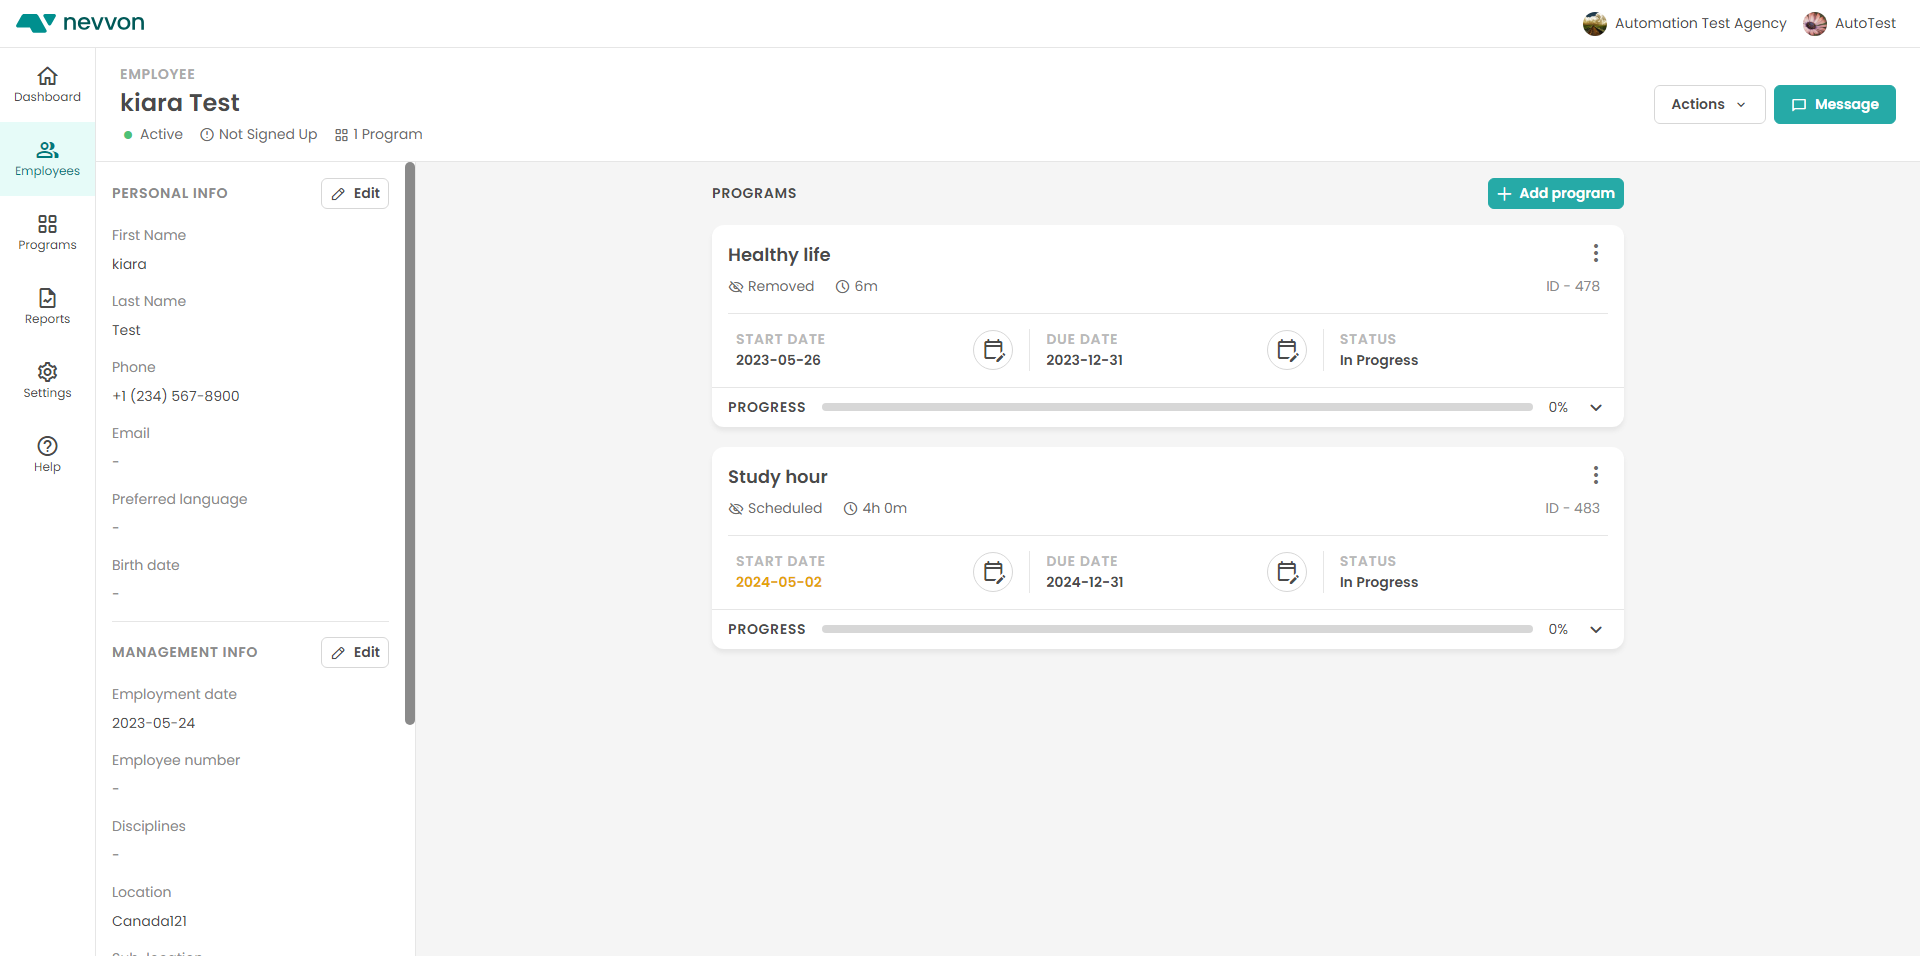 nevvon
Automation Test Agency
AutoTest
Dashboard
Employees
Programs
Reports
Settings
Help
EMPLOYEE
kiara Test
Active
Not Signed Up
1 Program
Actions
Message
PERSONAL INFO
Edit
First Name
kiara
Last Name
Test
Phone
+1 (234) 567-8900
Email
-
Preferred language
-
Birth date
-
MANAGEMENT INFO
Edit
Employment date
2023-05-24
Employee number
-
Disciplines
-
Location
Canada121
PROGRAMS
Add program
Healthy life
Removed
6m
ID - 478
START DATE
2023-05-26
DUE DATE
2023-12-31
STATUS
In Progress
PROGRESS
0%
Study hour
Scheduled
4h 0m
ID - 483
START DATE
2024-05-02
DUE DATE
2024-12-31
STATUS
In Progress
PROGRESS
0%